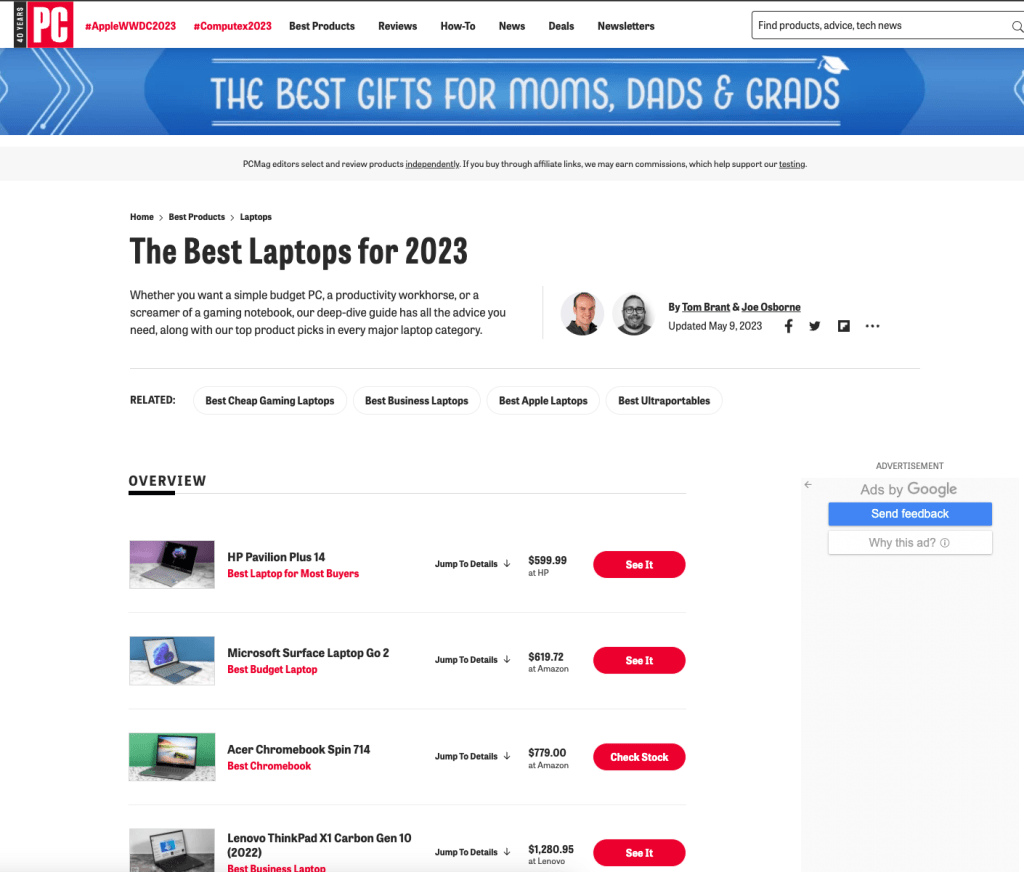 40 YEARS
PC
#AppleWWDC2023 #Computex2023 Best Products Reviews How-To News Deals Newsletters
Find products, advice, tech news
THE BEST GIFTS FOR MOMS, DADS & GRADS
PCMag editors select and review products independently. If you buy through affiliate links, we may earn commissions, which help support our testing.
Home > Best Products > Laptops
The Best Laptops for 2023
Whether you want a simple budget PC, a productivity workhorse, or a
screamer of a gaming notebook, our deep-dive guide has all the advice you
need, along with our top product picks in every major laptop category.
By Tom Brant & Joe Osborne
Updated May 9, 2023
RELATED: Best Cheap Gaming Laptops Best Business Laptops Best Apple Laptops Best Ultraportables
OVERVIEW
HP Pavilion Plus 14
Best Laptop for Most Buyers
Jump To Details ↓
$599.99
at HP
See It
Microsoft Surface Laptop Go 2
Best Budget Laptop
Jump To Details ↓
$619.72
at Amazon
See It
Acer Chromebook Spin 714
Best Chromebook
Jump To Details ↓
$779.00
at Amazon
Check Stock
Lenovo ThinkPad X1 Carbon Gen 10
(2022)
Best Business Laptop
Jump To Details ↓
$1,280.95
at Lenovo
See It
ADVERTISEMENT
Ads by Google
Send feedback
Why this ad?